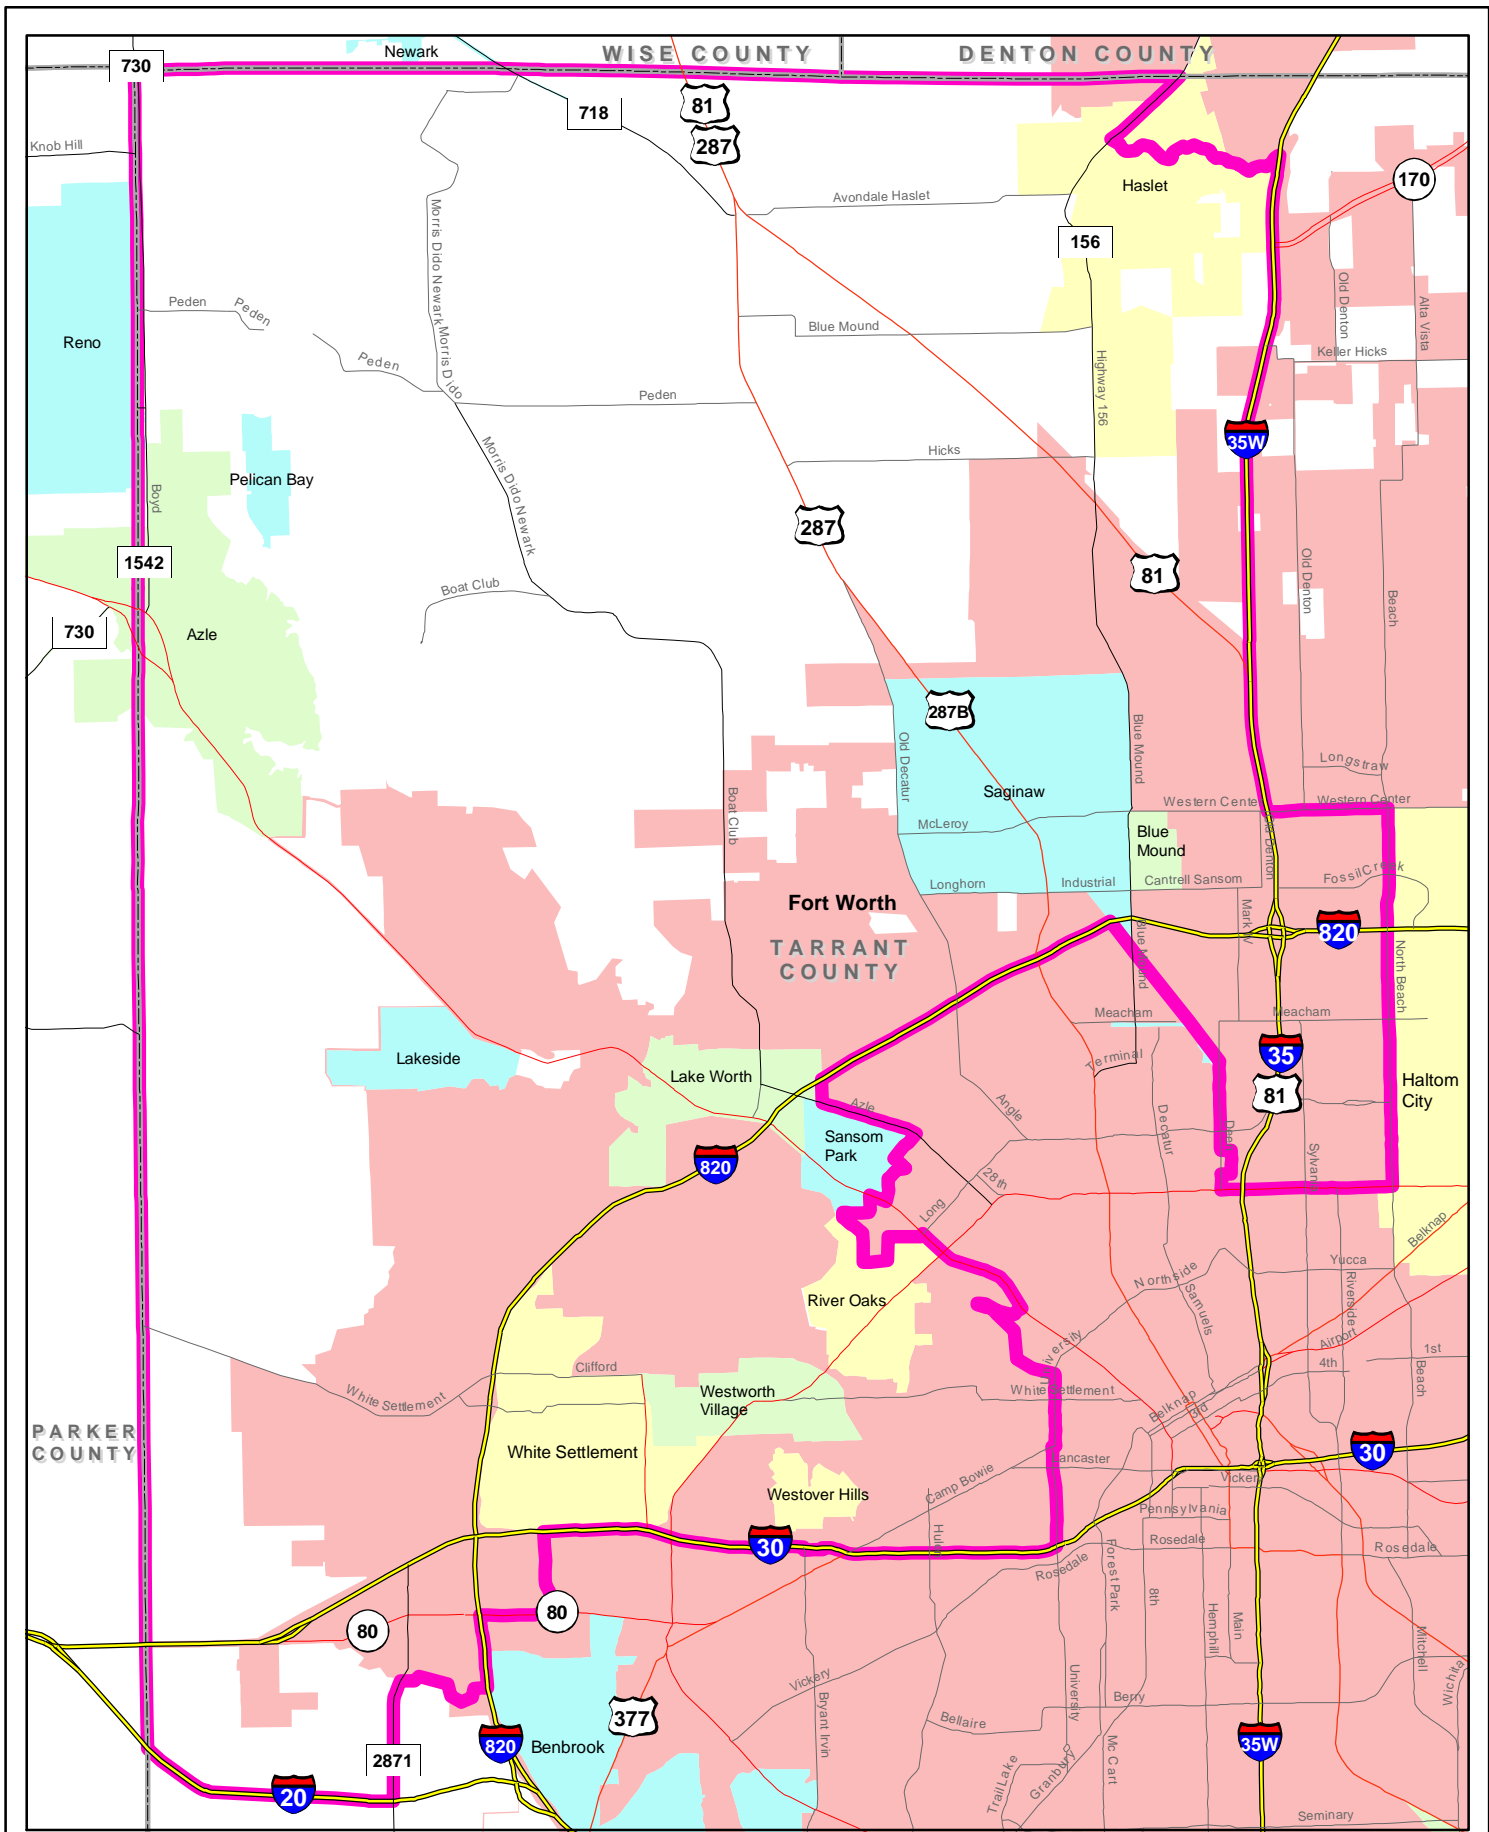 Newark
WISE COUNTY
DENTON COUNTY
730
718
81
287
Knob Hill
170
Haslet
Avondale Haslet
156
Morris Dido Newark
Morris Dido
Peden
Peden
Peden
Peden
Blue Mound
Old Denton
Alta Vista
Keller Hicks
Reno
Highway 156
35W
Hicks
Pelican Bay
Boyd
Morris Dido Newark
287
81
1542
Boat Club
Old Denton
Beach
730
Azle
287B
Old Decatur
Blue Mound
Longstraw
Saginaw
Western Cente
Western Center
Boat Club
McLeroy
Blue
Mound
Longhorn
Industrial
Cantrell Sansom
Fossil Creek
Fort Worth
Mark IV
820
TARRANT
COUNTY
North Beach
Meacham
Meacham
Terminal
35
81
Lakeside
Lake Worth
Haltom
City
Azle
Angle
Decatur
Sansom
Park
820
Sylvan
28th
Long
Belknap
Northside
Yucca
Samuels
Riverside
River Oaks
Airport
4th
1st
Beach
Clifford
White Settlement
Westworth
Village
White Settlement
Belknap
3rd
PARKER
COUNTY
White Settlement
30
Camp Bowie
ancaster
Vickery
Westover Hills
Pennsylvania
Hulen
30
Rosedale
Rosedale
Rosedale
Forest Park
8th
Hemphill
Main
Mitchell
80
80
Wichita
Vickery
Bryant Irvin
University
Berry
377
Bellaire
Mc Cart
Benbrook
820
2871
35W
20
Trail Lake
Granbury
Seminary